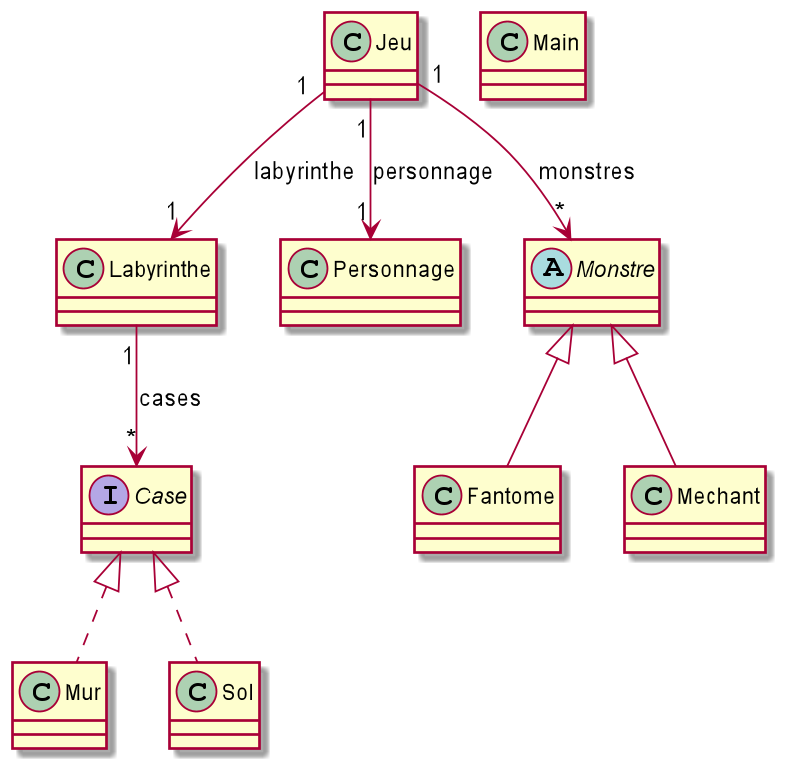 C Jeu
C Main
1
1
1
labyrinthe
personnage
monstres
1
1
*
C Labyrinthe
C Personnage
A Monstre
1
cases
*
I Case
C Fantome
C Mechant
C Mur
C Sol